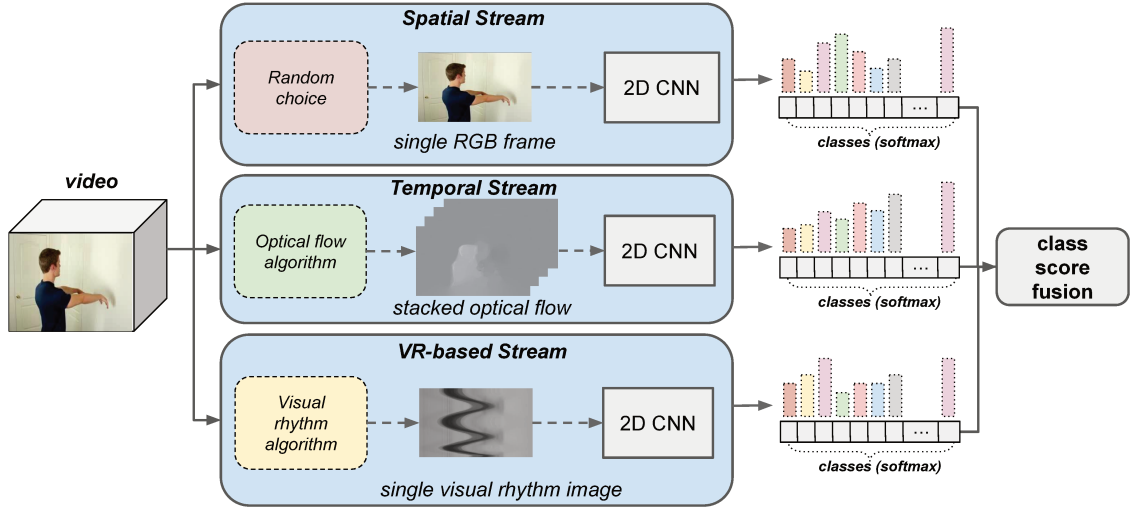 video
Spatial Stream
Random
choice
single RGB frame
2D CNN
...
classes (softmax)
Temporal Stream
Optical flow
algorithm
stacked optical flow
2D CNN
...
classes (softmax)
VR-based Stream
Visual
rhythm
algorithm
single visual rhythm image
2D CNN
...
classes (softmax)
class
score
fusion